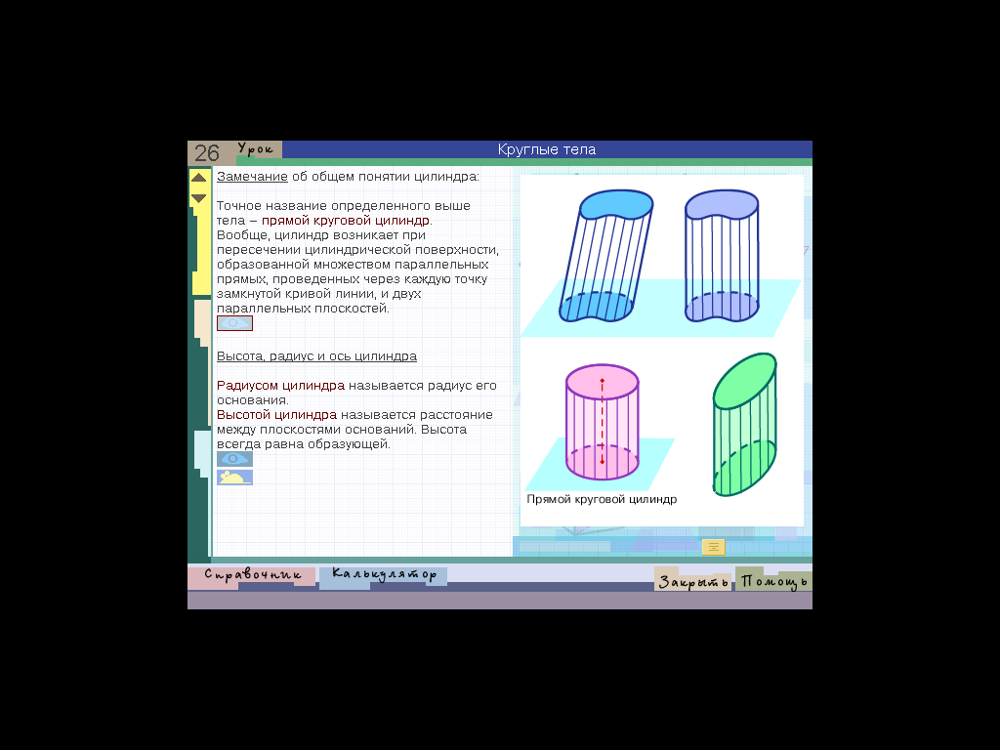 26
Урок
Круглые тела
Замечание об общем понятии цилиндра:
Точное название определенного выше
тела – прямой круговой цилиндр.
Вообще, цилиндр возникает при
пересечении цилиндрической поверхности,
образованной множеством параллельных
прямых, проведенных через каждую точку
замкнутой кривой линии, и двух
параллельных плоскостей.
Высота, радиус и ось цилиндра
Радиусом цилиндра называется радиус его
основания.
Высотой цилиндра называется расстояние
между плоскостями оснований. Высота
всегда равна образующей.
Прямой круговой цилиндр
Справочник
Калькулятор
Закрыть
Помощь